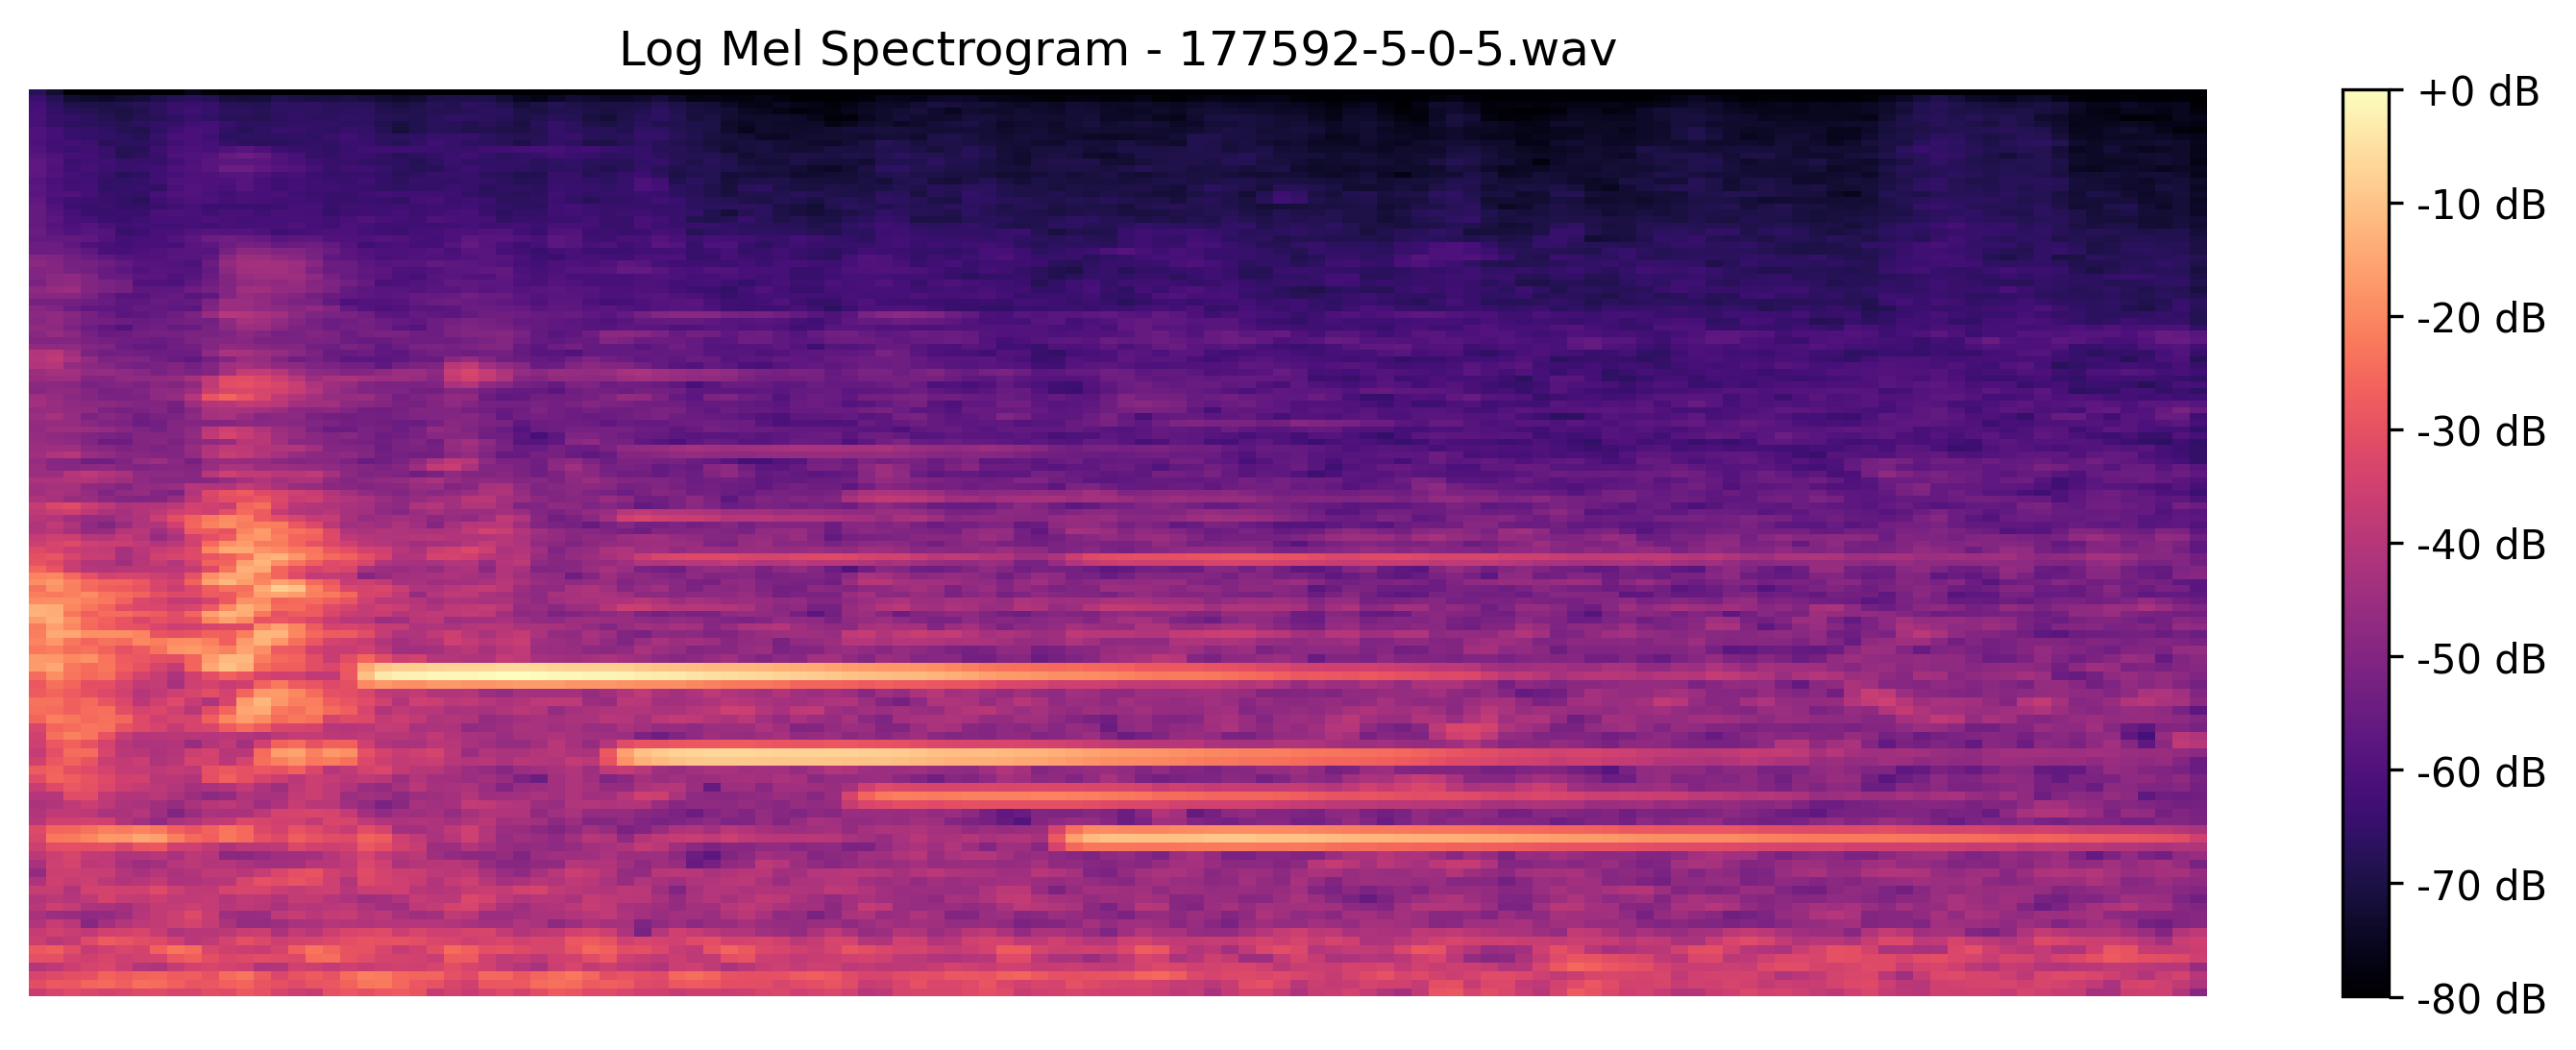 Log Mel Spectrogram - 177592-5-0-5.wav
+0 dB
-10 dB
-20 dB
-30 dB
-40 dB
-50 dB
-60 dB
-70 dB
-80 dB